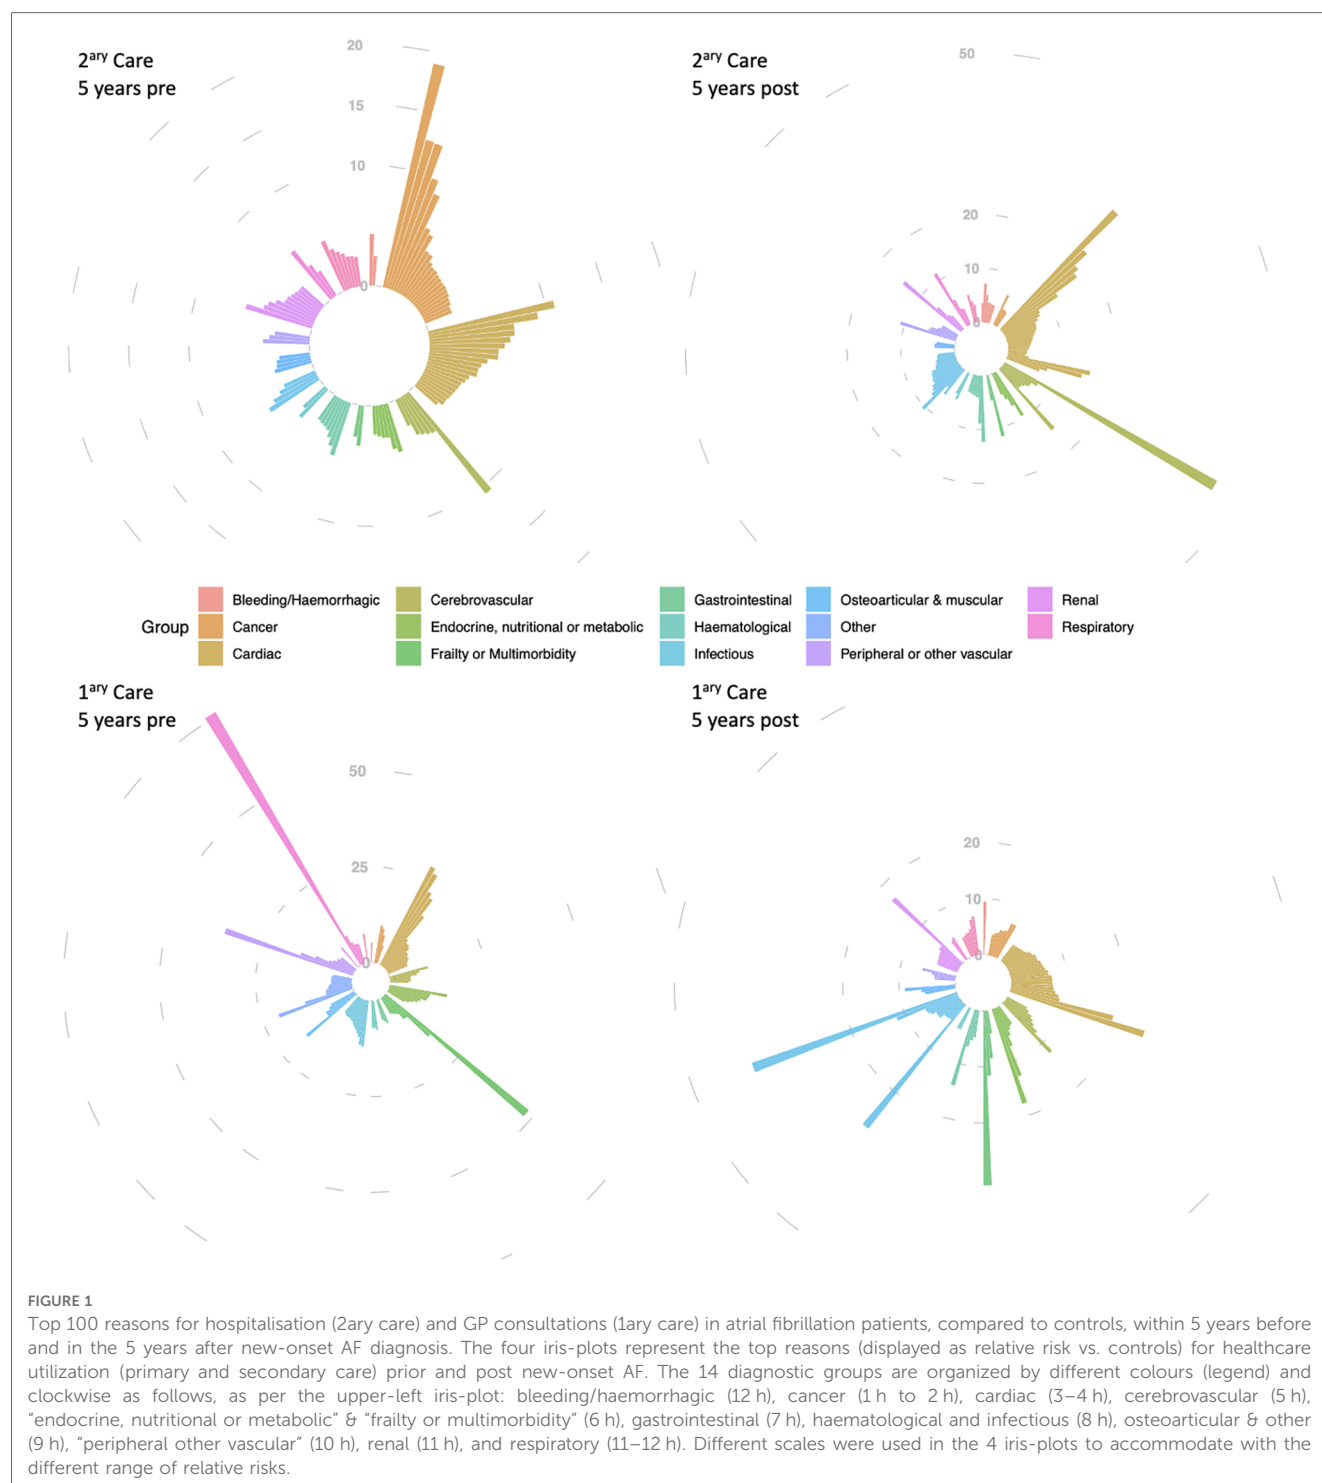 2ary Care
5 years pre
20
15
10
0
2ary Care
5 years post
50
20
10
0
Group
Bleeding/Haemorrhagic
Cancer
Cardiac
Cerebrovascular
Endocrine, nutritional or metabolic
Frailty or Multimorbidity
Gastrointestinal
Haematological
Infectious
Osteoarticular & muscular
Other
Peripheral or other vascular
Renal
Respiratory
1ary Care
5 years pre
50
25
0
1ary Care
5 years post
20
10
0
FIGURE 1
Top 100 reasons for hospitalisation (2ary care) and GP consultations (1ary care) in atrial fibrillation patients, compared to controls, within 5 years before
and in the 5 years after new-onset AF diagnosis. The four iris-plots represent the top reasons (displayed as relative risk vs. controls) for healthcare
utilization (primary and secondary care) prior and post new-onset AF. The 14 diagnostic groups are organized by different colours (legend) and
clockwise as follows, as per the upper-left iris-plot: bleeding/haemorrhagic (12 h), cancer (1 h to 2 h), cardiac (3–4 h), cerebrovascular (5 h),
“endocrine, nutritional or metabolic” & “frailty or multimorbidity” (6 h), gastrointestinal (7 h), haematological and infectious (8 h), osteoarticular & other
(9 h), “peripheral other vascular” (10 h), renal (11 h), and respiratory (11–12 h). Different scales were used in the 4 iris-plots to accommodate with the
different range of relative risks.